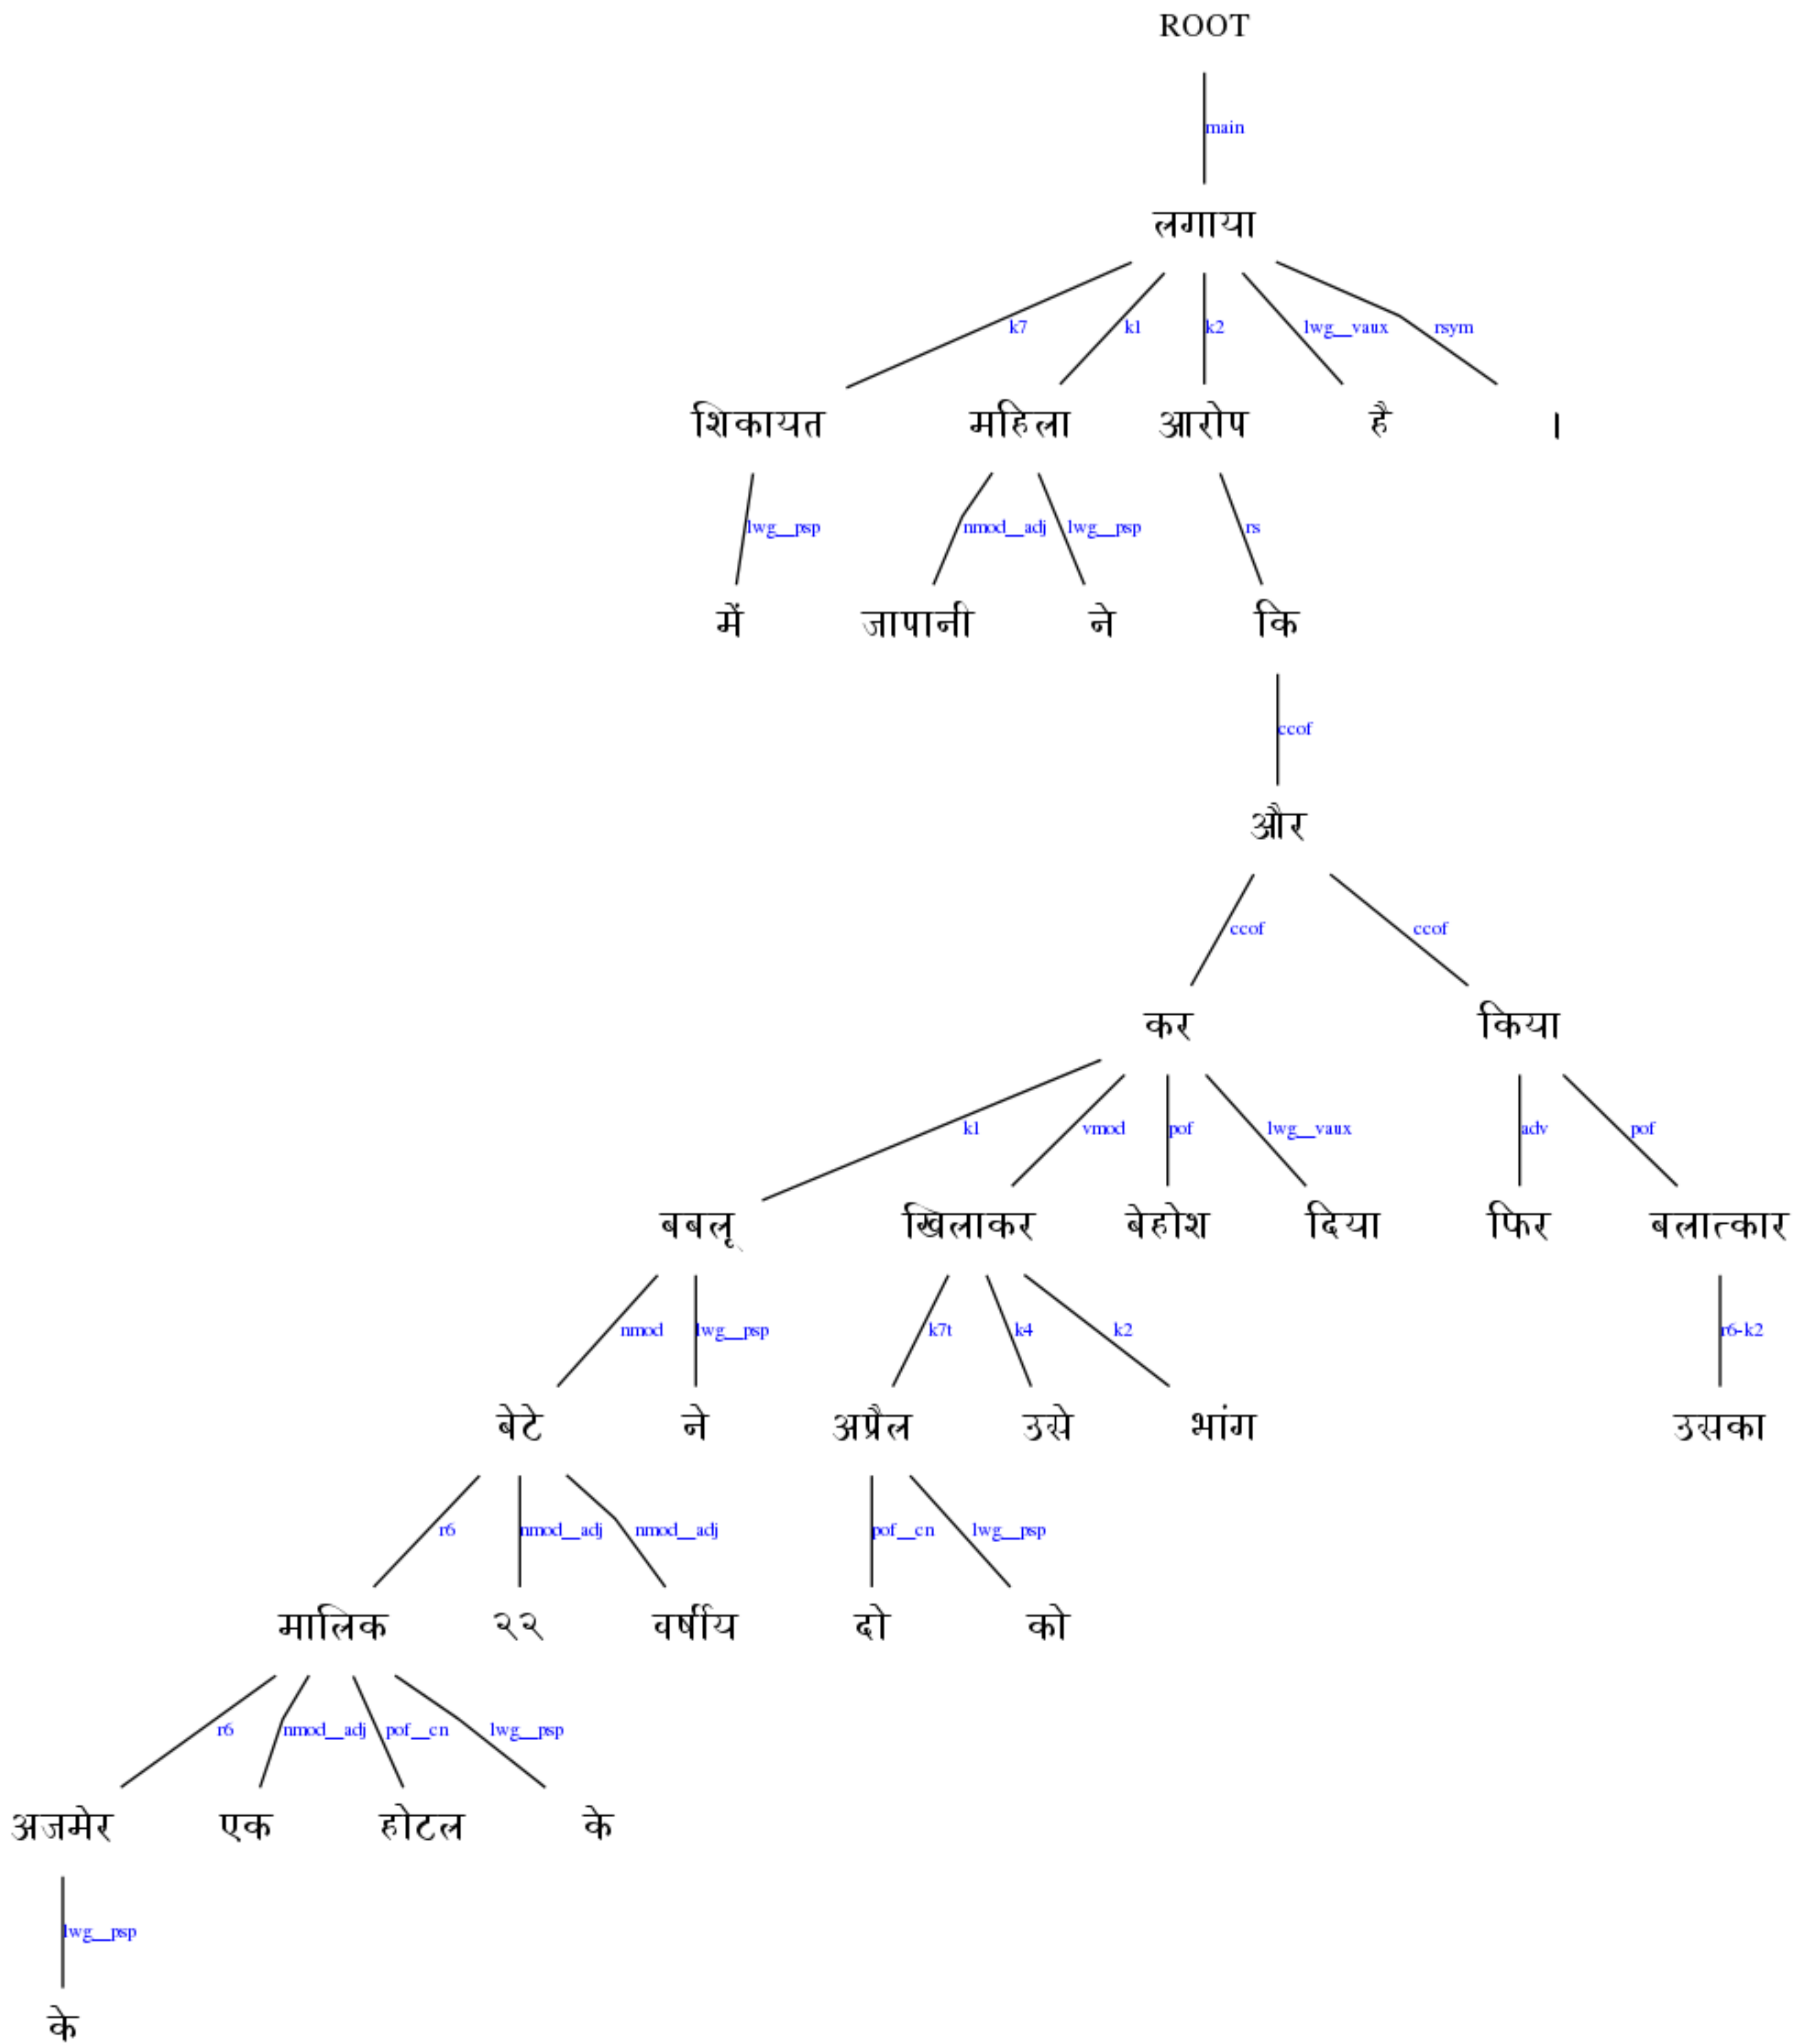 ROOT
main
लगाया
k7 k1 k2 lwg__vaux rsym
शिकायत महिला आरोप है ।
lwg__psp nmod__adj lwg__psp rs
में जापानी ने कि
ccof
और
ccof ccof
कर किया
k1 vmod pof lwg__vaux adv pof
बबलू खिलाकर बेहोश दिया फिर बलात्कार
nmod lwg__psp k7t k4 k2 r6-k2
बेटे ने अप्रैल उसे भांग उसका
r6 nmod__adj nmod__adj pof__cn lwg__psp
मालिक २२ वर्षीय दो को
r6 nmod__adj pof__cn lwg__psp
अजमेर एक होटल के
lwg__psp
के